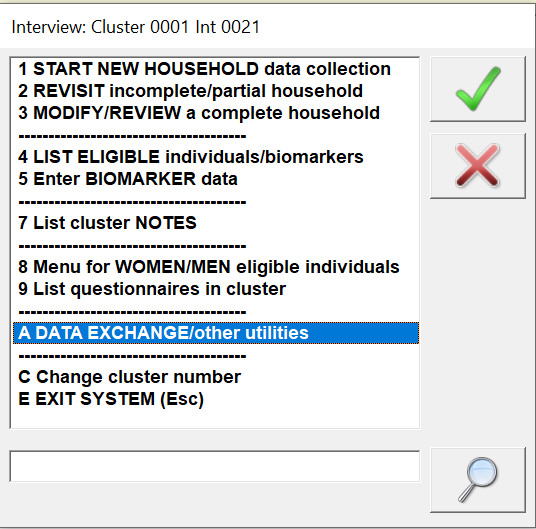 Interview: Cluster 0001 Int 0021
1 START NEW HOUSEHOLD data collection
2 REVISIT incomplete/partial household
3 MODIFY/REVIEW a complete household
--------------------------------------
4 LIST ELIGIBLE individuals/biomarkers
5 Enter BIOMARKER data
--------------------------------------
7 List cluster NOTES
--------------------------------------
8 Menu for WOMEN/MEN eligible individuals
9 List questionnaires in cluster
--------------------------------------
A DATA EXCHANGE/other utilities
--------------------------------------
C Change cluster number
E EXIT SYSTEM (Esc)